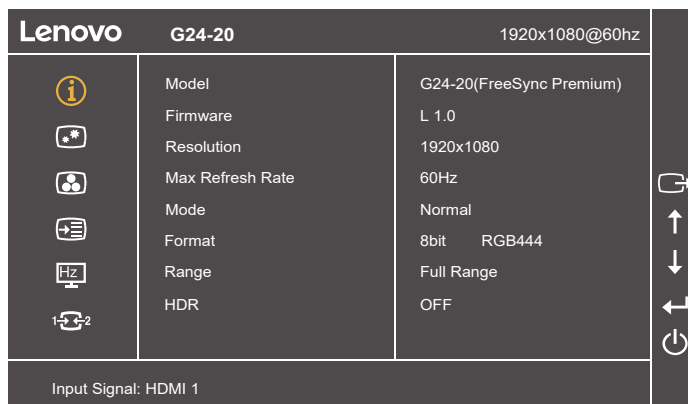 Lenovo G24-20 1920x1080@60hz
Model G24-20(FreeSync Premium)
Firmware L 1.0
Resolution 1920x1080
Max Refresh Rate 60Hz
Mode Normal
Format 8bit RGB444
Range Full Range
Hz
HDR OFF
1 2
Input Signal: HDMI 1